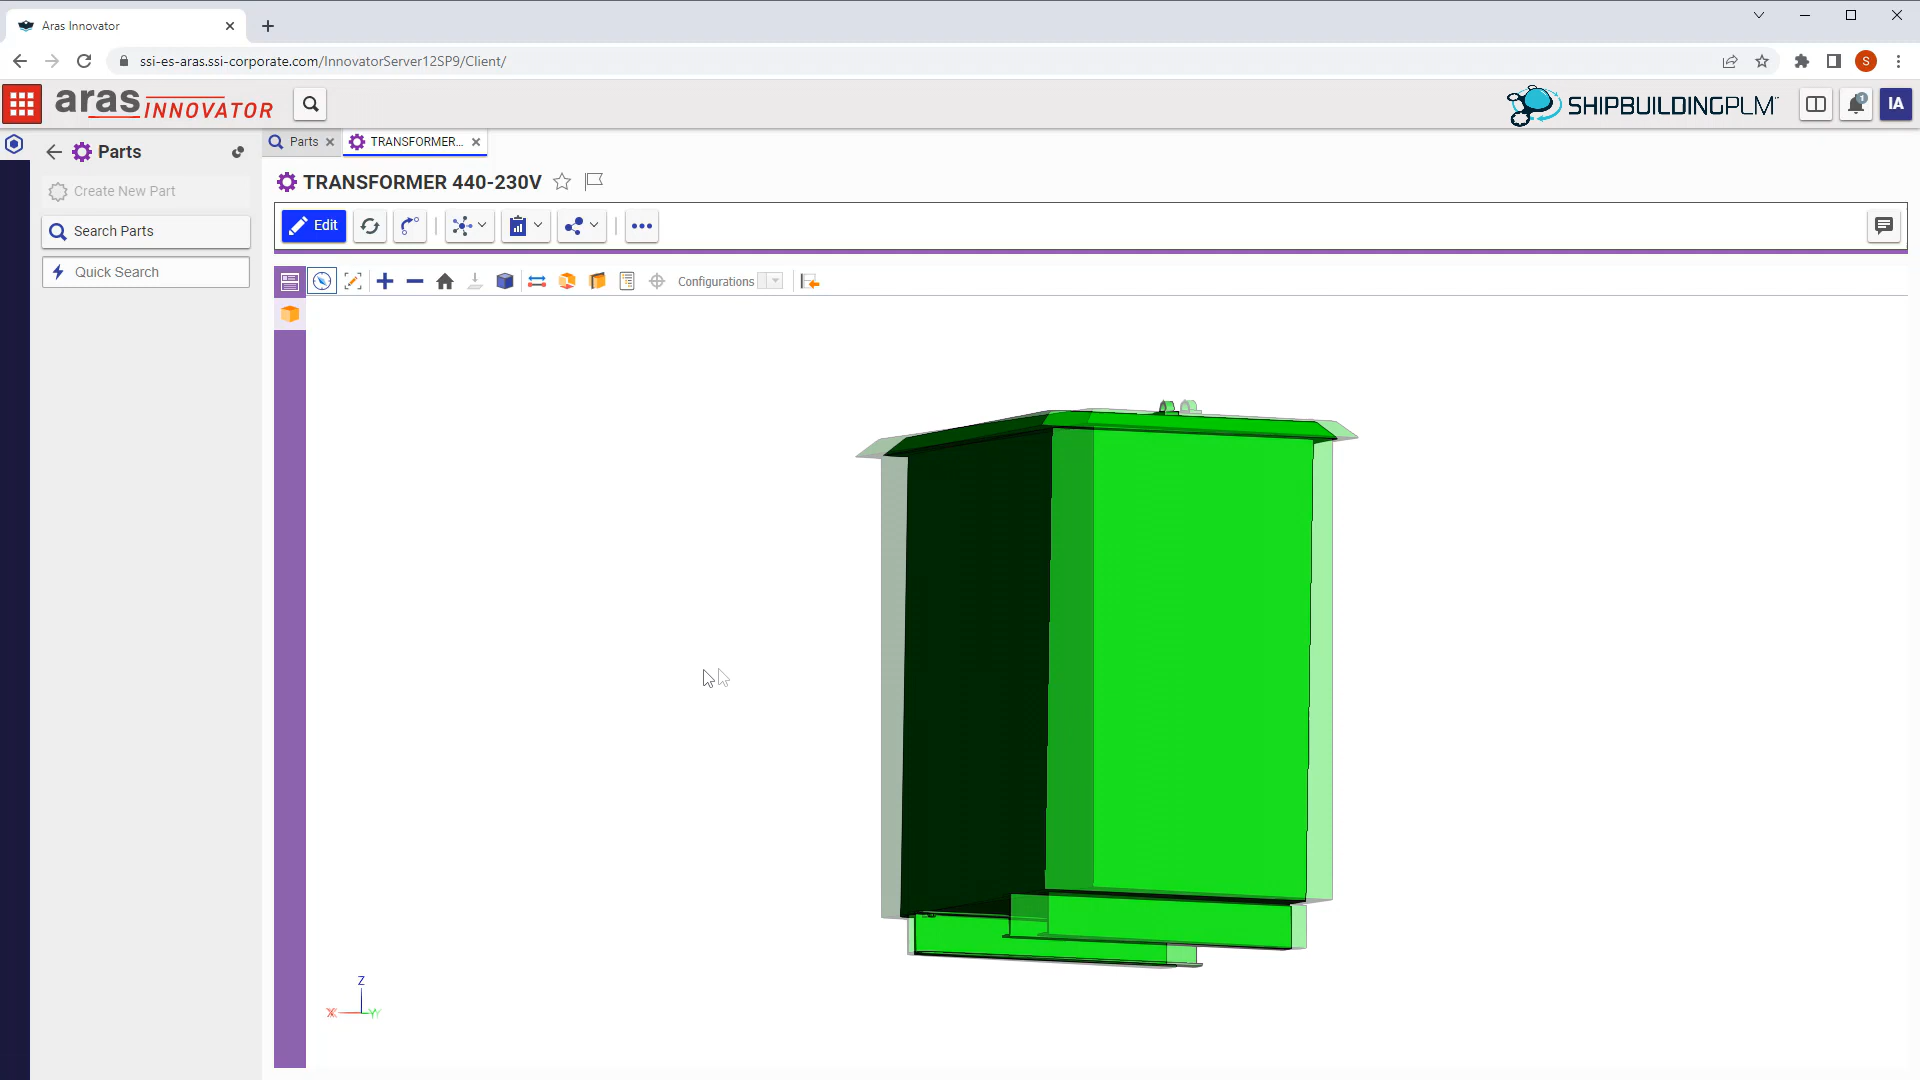 Aras Innovator
ssi-es-aras.ssi-corporate.com/InnovatorServer12SP9/Client/
S
aras INNOVATOR
SHIPBUILDINGPLM
1
IA
Parts
Create New Part
Search Parts
Quick Search
Parts
TRANSFORMER...
TRANSFORMER 440-230V
Edit
Configurations
Z
X
Y